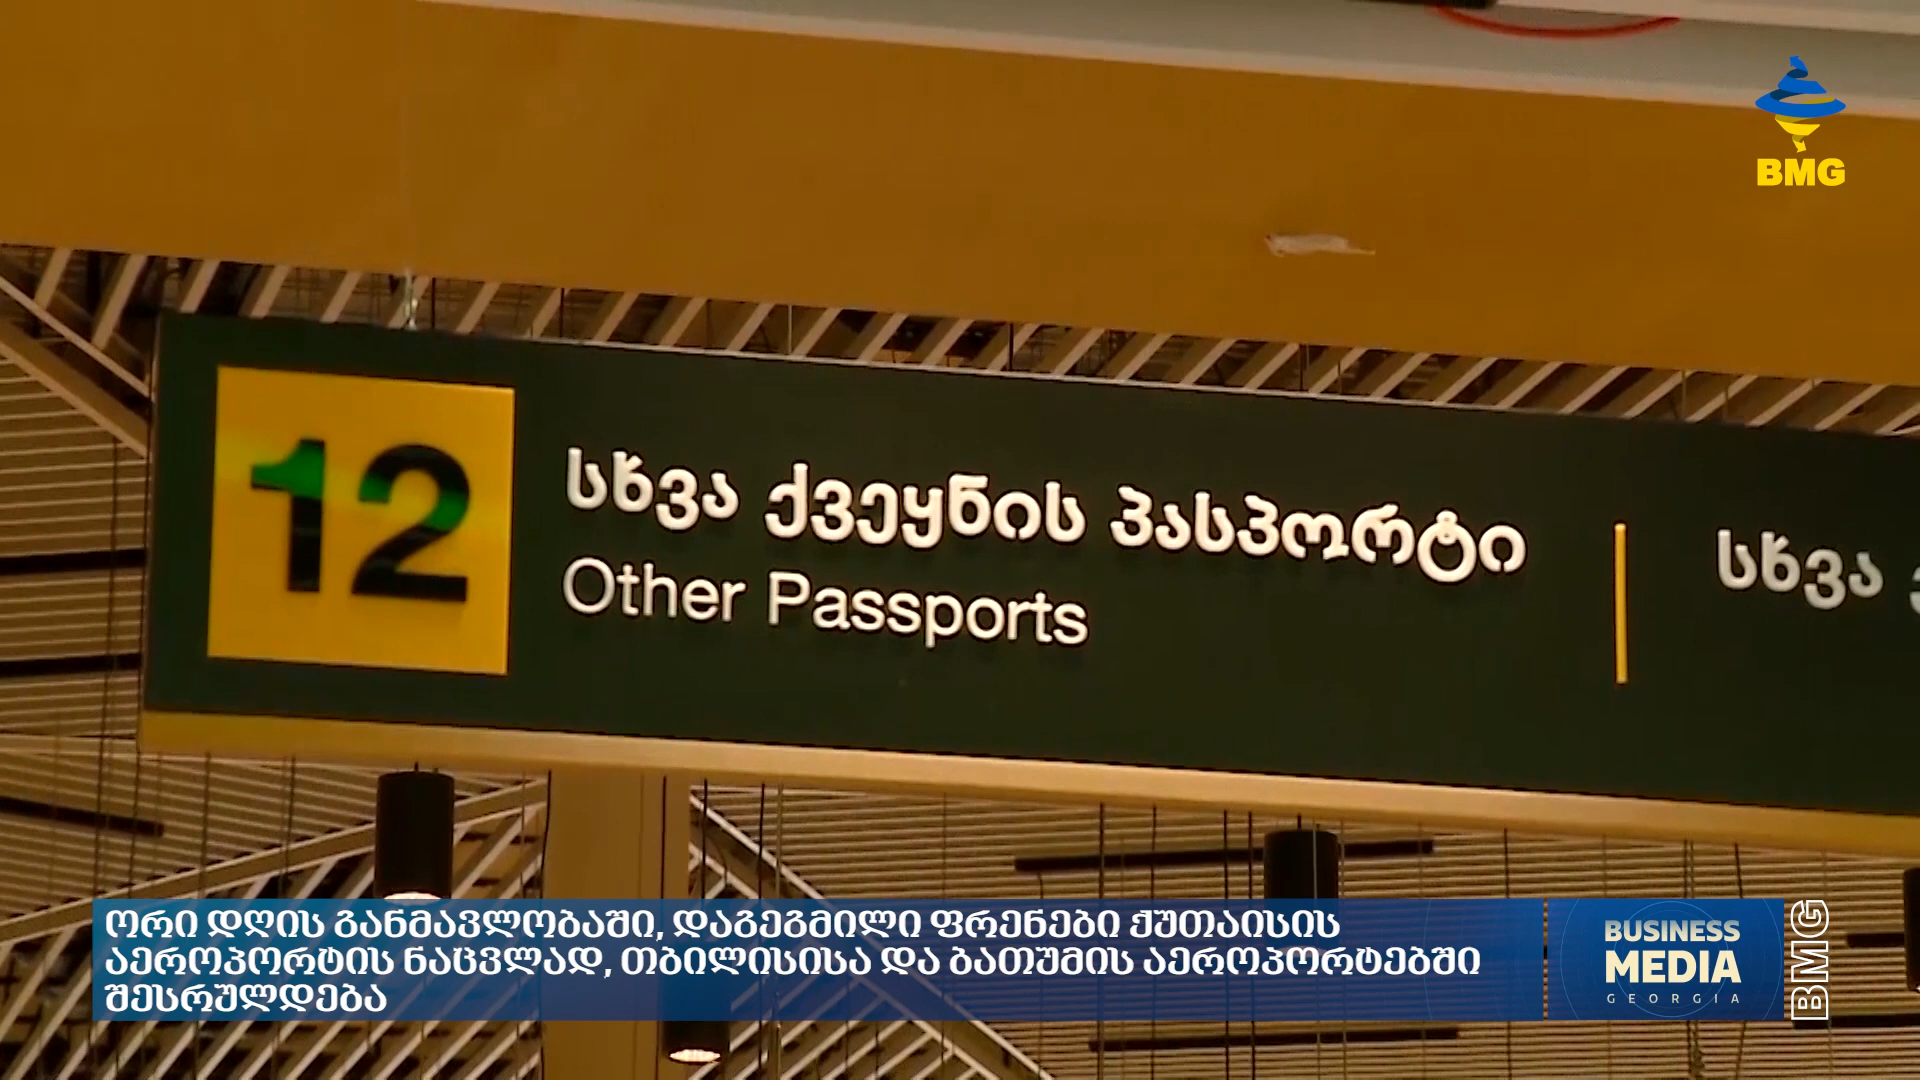 BMG
12
სხვა ქვეყნის პასპორტი
Other Passports
სხვა
ორი დღის განმავლობაში, დაგეგმილი ფრენები ქუთაისის
აეროპორტის ნაცვლად, თბილისისა და ბათუმის აეროპორტებში
შესრულდება
BUSINESS
MEDIA
GEORGIA
BMG